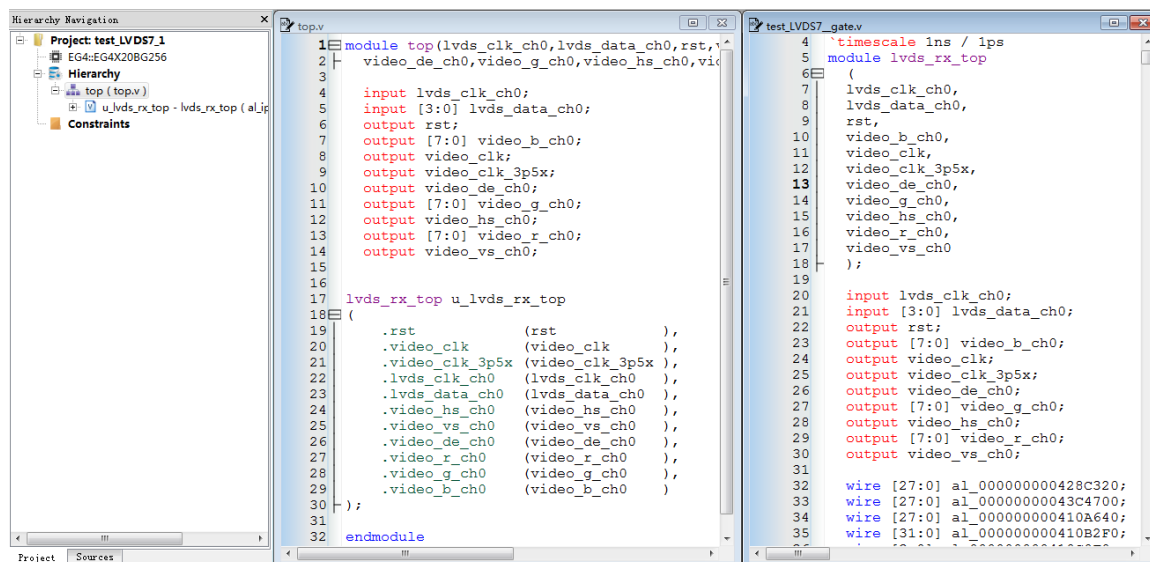 Hierarchy Navigation
Project: test_LVDS7_1
EG4::EG4X20BG256
Hierarchy
top ( top.v )
u_lvds_rx_top - lvds_rx_top ( al_ip
Constraints
Project Sources
top.v
1 module top(lvds_clk_ch0,lvds_data_ch0,rst,v
2 video_de_ch0,video_g_ch0,video_hs_ch0,vid
3
4 input lvds_clk_ch0;
5 input [3:0] lvds_data_ch0;
6 output rst;
7 output [7:0] video_b_ch0;
8 output video_clk;
9 output video_clk_3p5x;
10 output video_de_ch0;
11 output [7:0] video_g_ch0;
12 output video_hs_ch0;
13 output [7:0] video_r_ch0;
14 output video_vs_ch0;
15
16
17 lvds_rx_top u_lvds_rx_top
18 (
19 .rst (rst ),
20 .video_clk (video_clk ),
21 .video_clk_3p5x (video_clk_3p5x ),
22 .lvds_clk_ch0 (lvds_clk_ch0 ),
23 .lvds_data_ch0 (lvds_data_ch0 ),
24 .video_hs_ch0 (video_hs_ch0 ),
25 .video_vs_ch0 (video_vs_ch0 ),
26 .video_de_ch0 (video_de_ch0 ),
27 .video_r_ch0 (video_r_ch0 ),
28 .video_g_ch0 (video_g_ch0 ),
29 .video_b_ch0 (video_b_ch0 )
30 );
31
32 endmodule
test_LVDS7__gate.v
4 `timescale 1ns / 1ps
5 module lvds_rx_top
6 (
7 lvds_clk_ch0,
8 lvds_data_ch0,
9 rst,
10 video_b_ch0,
11 video_clk,
12 video_clk_3p5x,
13 video_de_ch0,
14 video_g_ch0,
15 video_hs_ch0,
16 video_r_ch0,
17 video_vs_ch0
18 );
19
20 input lvds_clk_ch0;
21 input [3:0] lvds_data_ch0;
22 output rst;
23 output [7:0] video_b_ch0;
24 output video_clk;
25 output video_clk_3p5x;
26 output video_de_ch0;
27 output [7:0] video_g_ch0;
28 output video_hs_ch0;
29 output [7:0] video_r_ch0;
30 output video_vs_ch0;
31
32 wire [27:0] al_000000000428C320;
33 wire [27:0] al_00000000043C4700;
34 wire [27:0] al_000000000410A640;
35 wire [31:0] al_000000000410B2F0;